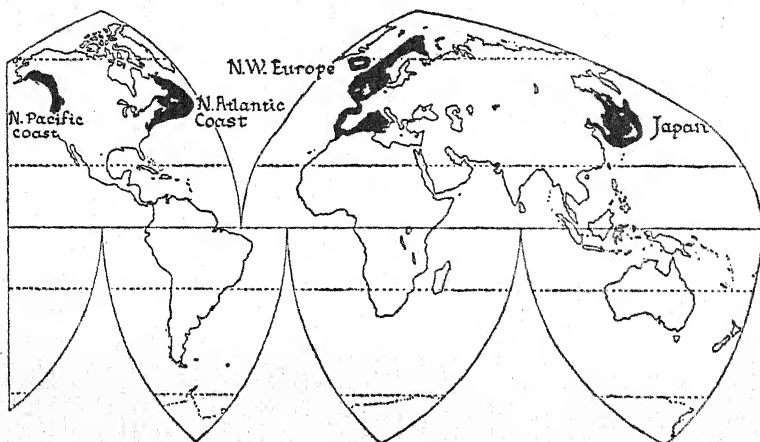 N.W. Europe
N. Pacific
coast
N. Atlantic
Coast
Japan